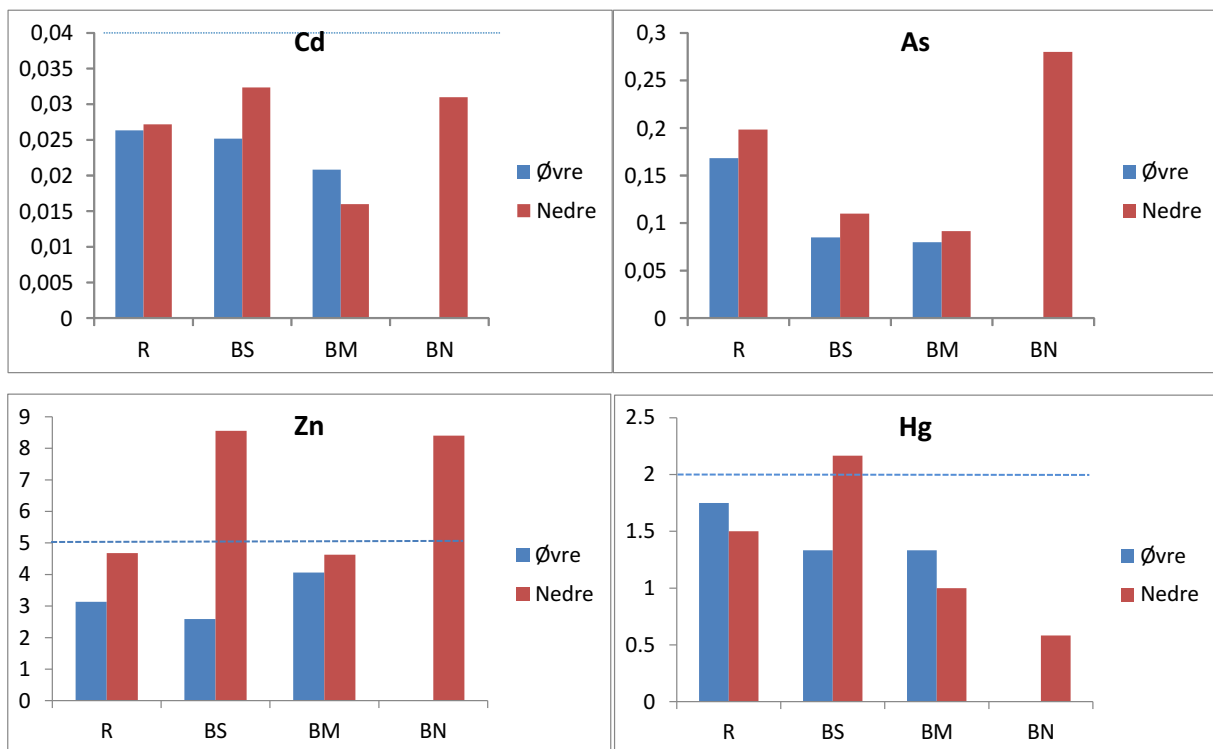 Cd
0,04
0,035
0,03
0,025
0,02
0,015
0,01
0,005
0
R BS BM BN
Øvre
Nedre
As
0,3
0,25
0,2
0,15
0,1
0,05
0
R BS BM BN
Øvre
Nedre
Zn
9
8
7
6
5
4
3
2
1
0
R BS BM BN
Øvre
Nedre
Hg
2.5
2
1.5
1
0.5
0
R BS BM BN
Øvre
Nedre